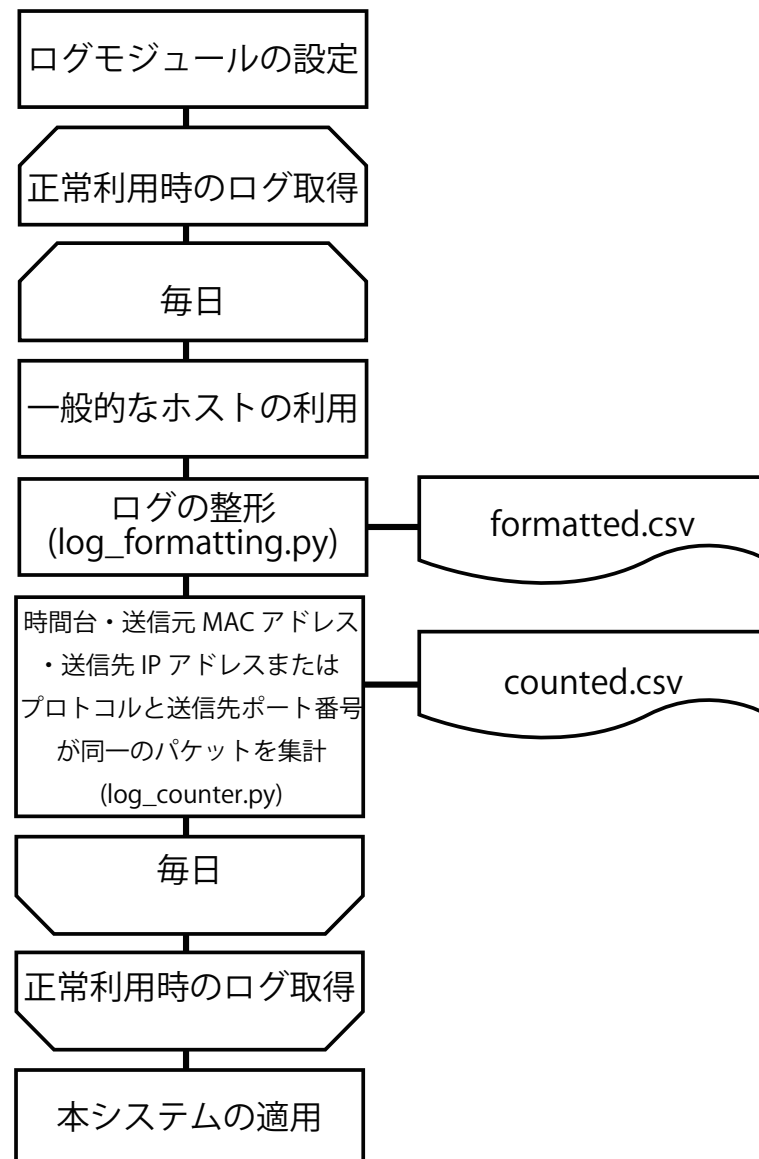 ログモジュールの設定
正常利用時のログ取得
毎日
一般的なホストの利用
ログの整形
(log_formatting.py)
formatted.csv
時間台・送信元 MAC アドレス
・送信先 IP アドレスまたは
プロトコルと送信先ポート番号
が同一のパケットを集計
(log_counter.py)
counted.csv
毎日
正常利用時のログ取得
本システムの適用